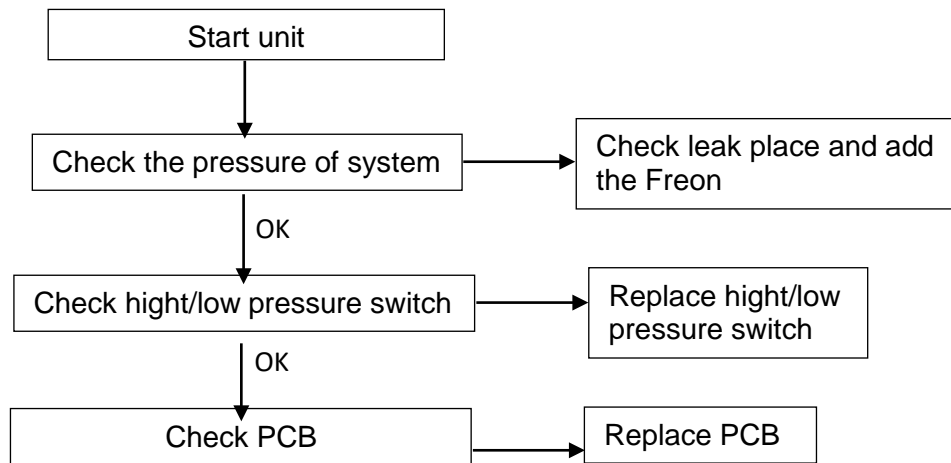 Start unit
Check the pressure of system
Check leak place and add
the Freon
OK
Check hight/low pressure switch
Replace hight/low
pressure switch
OK
Check PCB
Replace PCB